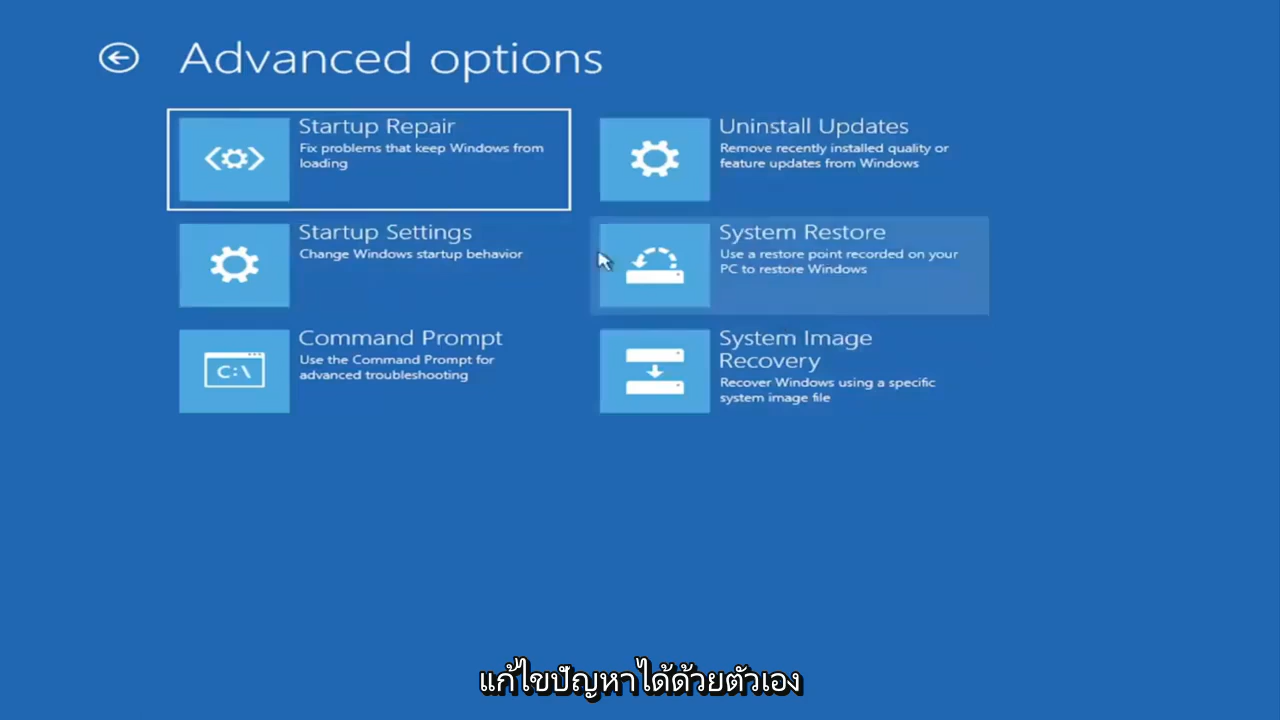 Advanced options
Startup Repair
Fix problems that keep Windows from
loading
Uninstall Updates
Remove recently installed quality or
feature updates from Windows
Startup Settings
Change Windows startup behavior
System Restore
Use a restore point recorded on your
PC to restore Windows
Command Prompt
Use the Command Prompt for
advanced troubleshooting
C:\
System Image
Recovery
Recover Windows using a specific
system image file
แก้ไขปัญหาได้ด้วยตัวเอง